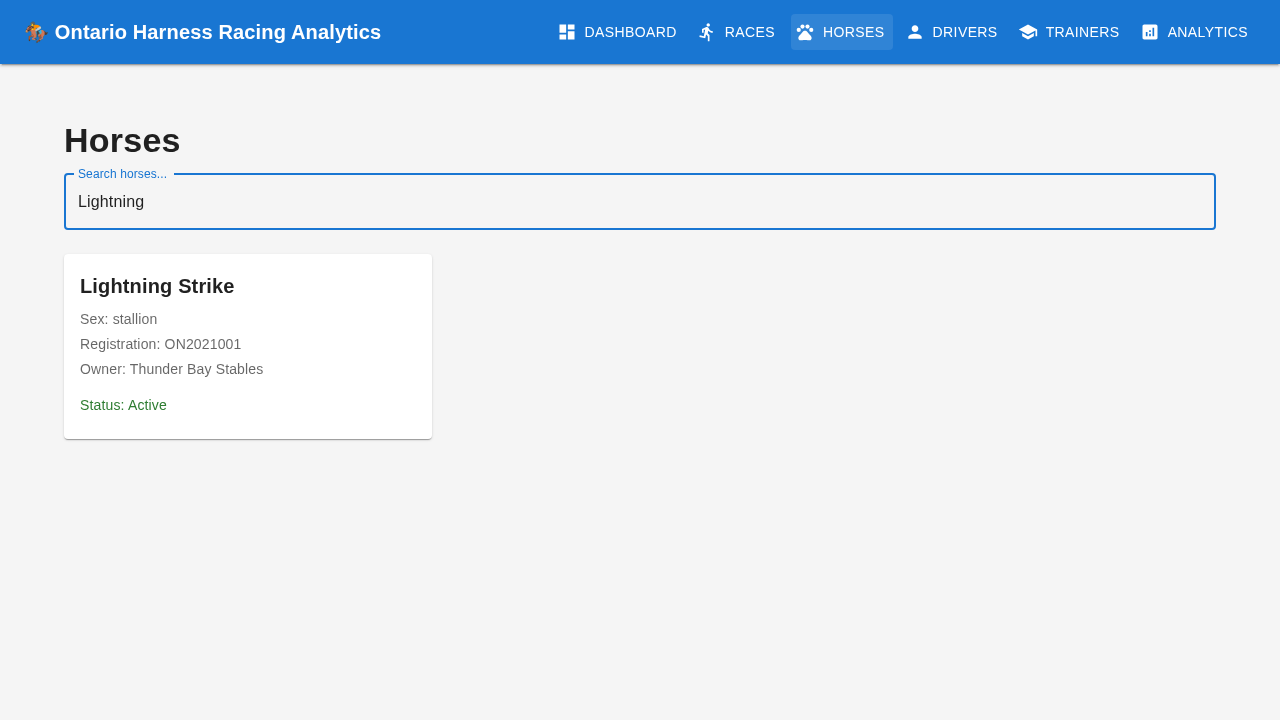 Ontario Harness Racing Analytics
DASHBOARD
RACES
HORSES
DRIVERS
TRAINERS
ANALYTICS
Horses
Search horses...
Lightning
Lightning Strike
Sex: stallion
Registration: ON2021001
Owner: Thunder Bay Stables
Status: Active